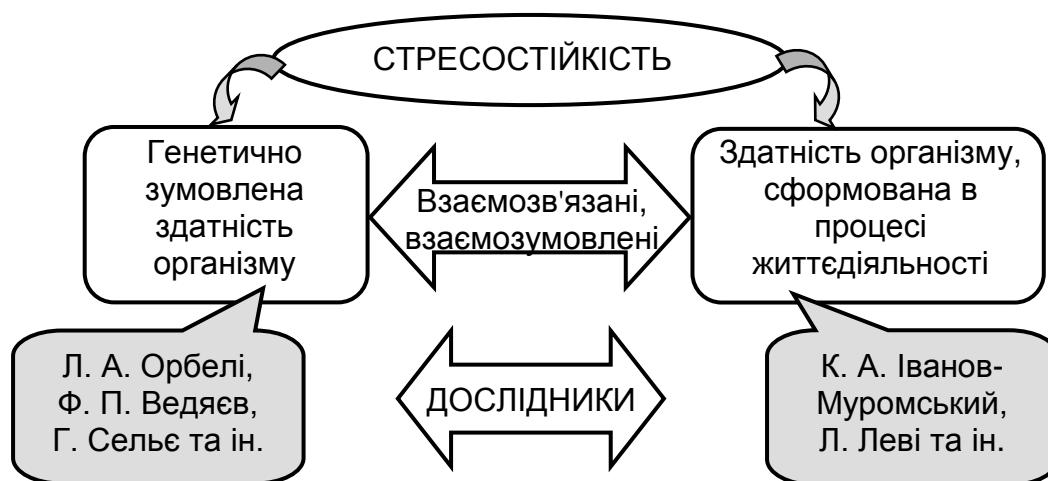 СТРЕСОСТІЙКІСТЬ
Генетично
зумовлена
здатність
організму
Взаємозв'язані,
взаємозумовлені
Здатність організму,
сформована в
процесі
життєдіяльності
Л. А. Орбелі,
Ф. П. Ведяєв,
Г. Сельє та ін.
ДОСЛІДНИКИ
К. А. Іванов-
Муромський,
Л. Леві та ін.